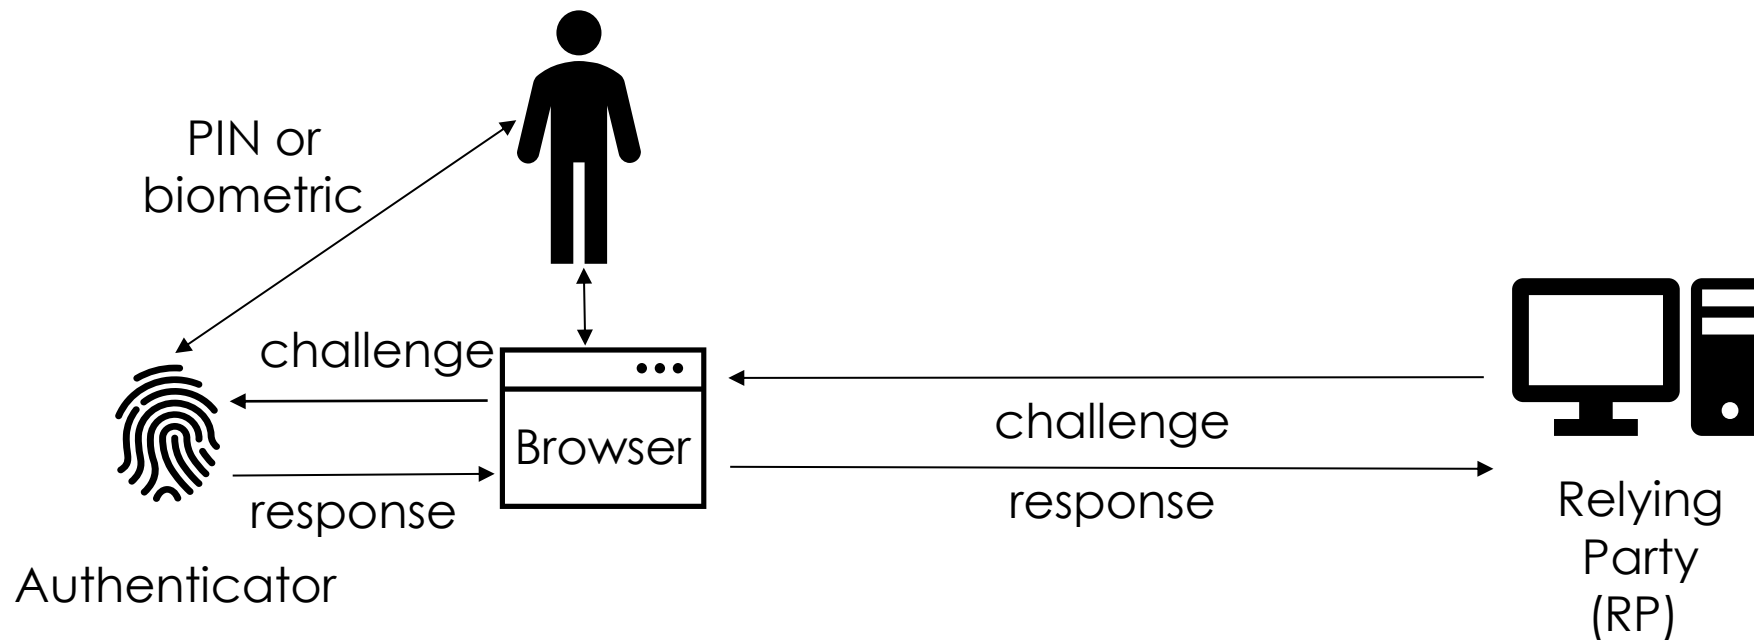 PIN or
biometric
challenge
Browser
response
Authenticator
challenge
response
Relying
Party
(RP)